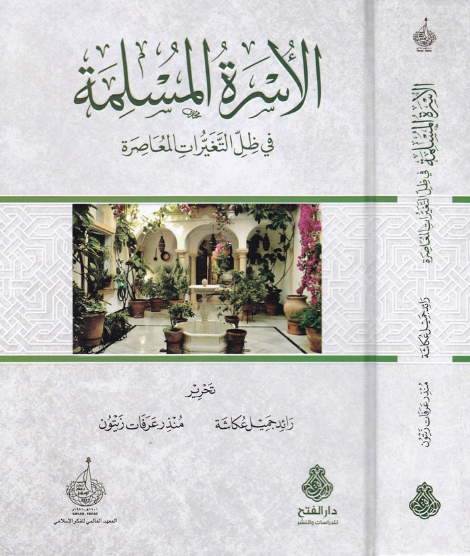 الأسرة المسلمة
في ظل التغيرات المعاصرة
تحرير
رائد جميل عكاشة
منذر عرفات زيتون
المعهد العالمي للفكر الإسلامي
دار الفتح
للدراسات والنشر
الأسرة المسلمة في ظل التغيرات المعاصرة
رائد جميل عكاشة
منذر عرفات زيتون